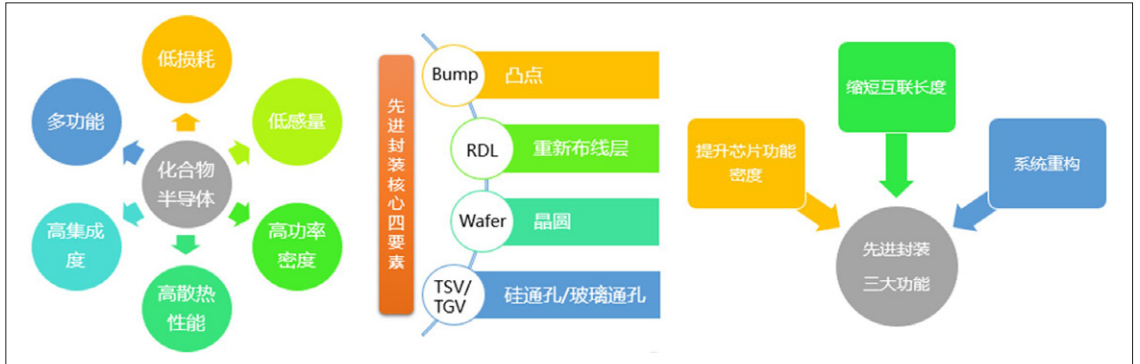 低损耗
低感量
高功率
密度
高散热
性能
高集成
度
多功能
化合物
半导体
先进封装核心四要素
Bump
凸点
RDL
重新布线层
Wafer
晶圆
TSV/
TGV
硅通孔/玻璃通孔
缩短互联长度
提升芯片功能
密度
系统重构
先进封装
三大功能